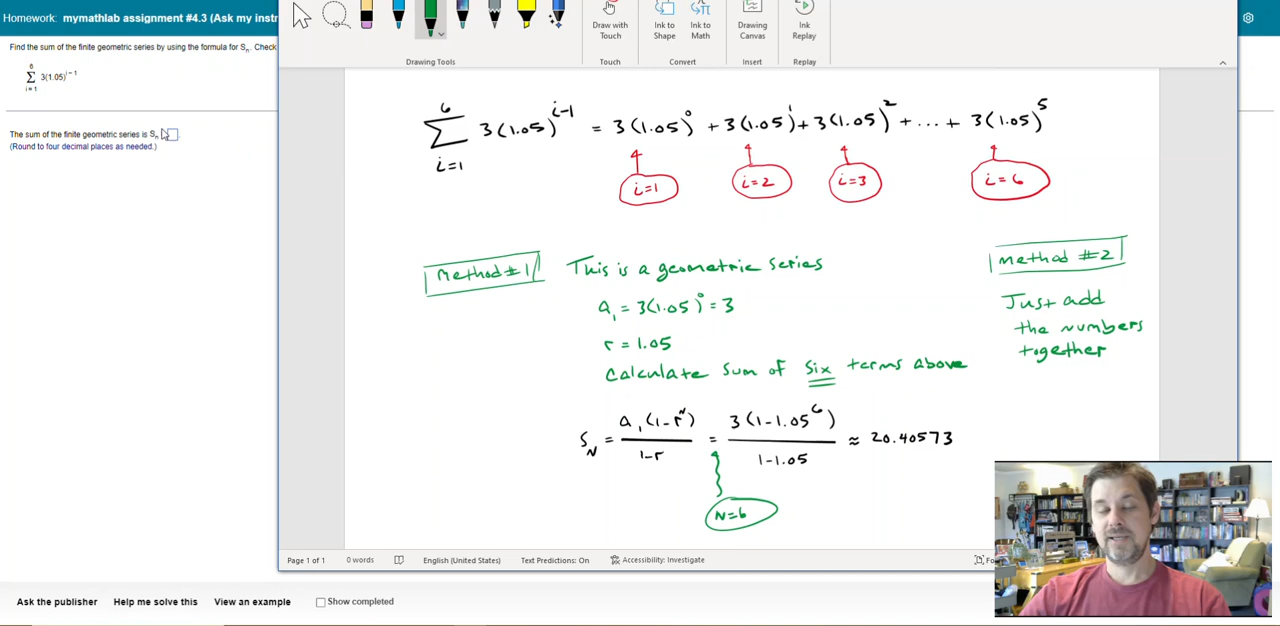 Homework: mymathlab assignment #4.3 (Ask my instr
Find the sum of the finite geometric series by using the formula for Sn. Check
6
Σ 3(1.05)^i−1
i=1
The sum of the finite geometric series is Sn
(Round to four decimal places as needed.)
Draw with Touch
Ink to Shape
Ink to Math
Drawing Canvas
Ink Replay
Drawing Tools
Touch
Convert
Insert
Replay
6
Σ 3(1.05)^i-1 = 3(1.05)^0 + 3(1.05)^1 + 3(1.05)^2 + ... + 3(1.05)^5
i=1
i=1 i=2 i=3 i=6
Method #1 This is a geometric series
a1 = 3(1.05)^0 = 3
r = 1.05
Calculate sum of six terms above
method #2
Just add
the numbers
together
SN = a1(1-r^N) / 1-r = 3(1-1.05^6) / 1-1.05 ≈ 20.40573
N=6
Page 1 of 1 0 words English (United States) Text Predictions: On Accessibility: Investigate
Ask the publisher Help me solve this View an example Show completed